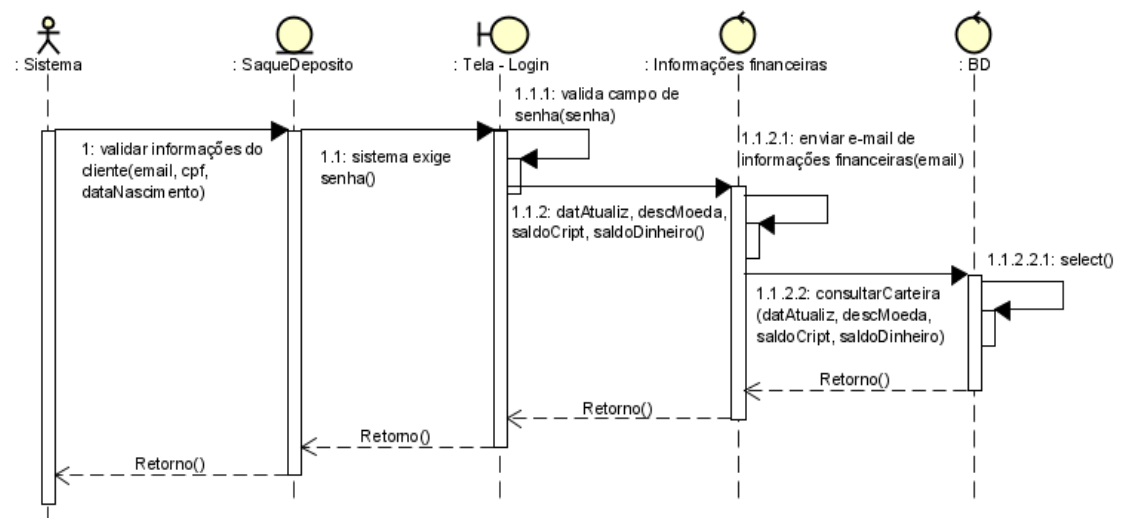 : Sistema
: SaqueDeposito
: Tela - Login
: Informações financeiras
: BD
1.1.1: valida campo de
senha(senha)
1: validar informações do
cliente(email, cpf,
dataNascimento)
1.1: sistema exige
senha()
1.1.2.1: enviar e-mail de
informações financeiras(email)
1.1.2: datAtualiz, descMoeda,
saldoCript, saldoDinheiro()
1.1.2.2.1: select()
1.1.2.2: consultarCarteira
(datAtualiz, descMoeda,
saldoCript, saldoDinheiro)
Retorno()
Retorno()
Retorno()
Retorno()